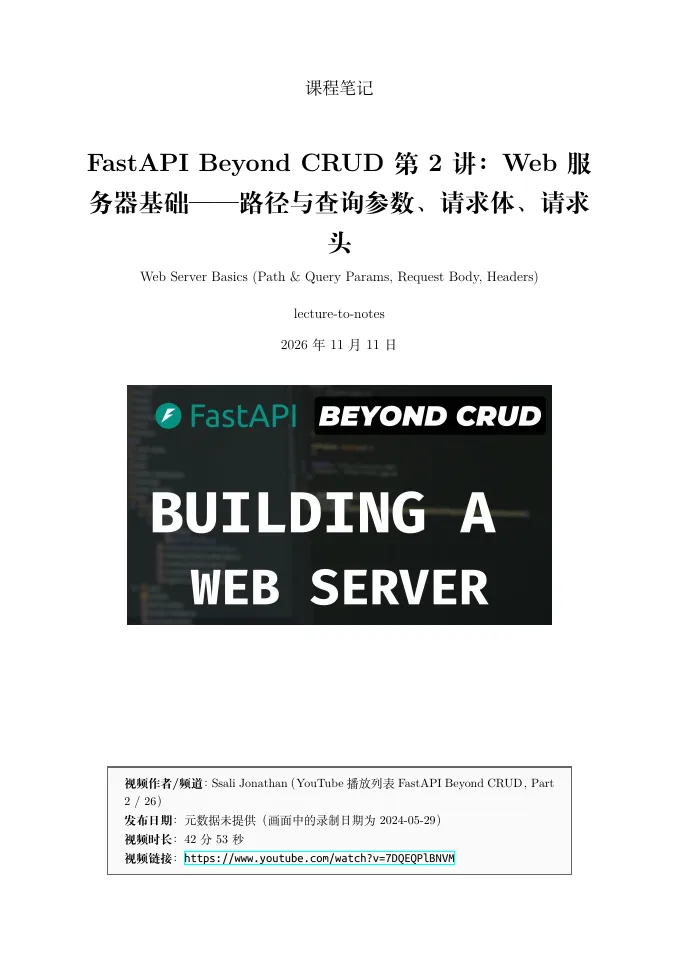 课程笔记
FastAPI Beyond CRUD 第 2 讲：Web 服
务器基础——路径与查询参数、请求体、请求
头
Web Server Basics (Path & Query Params, Request Body, Headers)
lecture-to-notes
2026 年 11 月 11 日
FastAPI BEYOND CRUD
BUILDING A
WEB SERVER
视频作者/频道：Ssali Jonathan (YouTube 播放列表 FastAPI Beyond CRUD, Part
2 / 26)
发布日期：元数据未提供（画面中的录制日期为 2024-05-29）
视频时长：42 分 53 秒
视频链接：https://www.youtube.com/watch?v=7DQEQPlBNVM